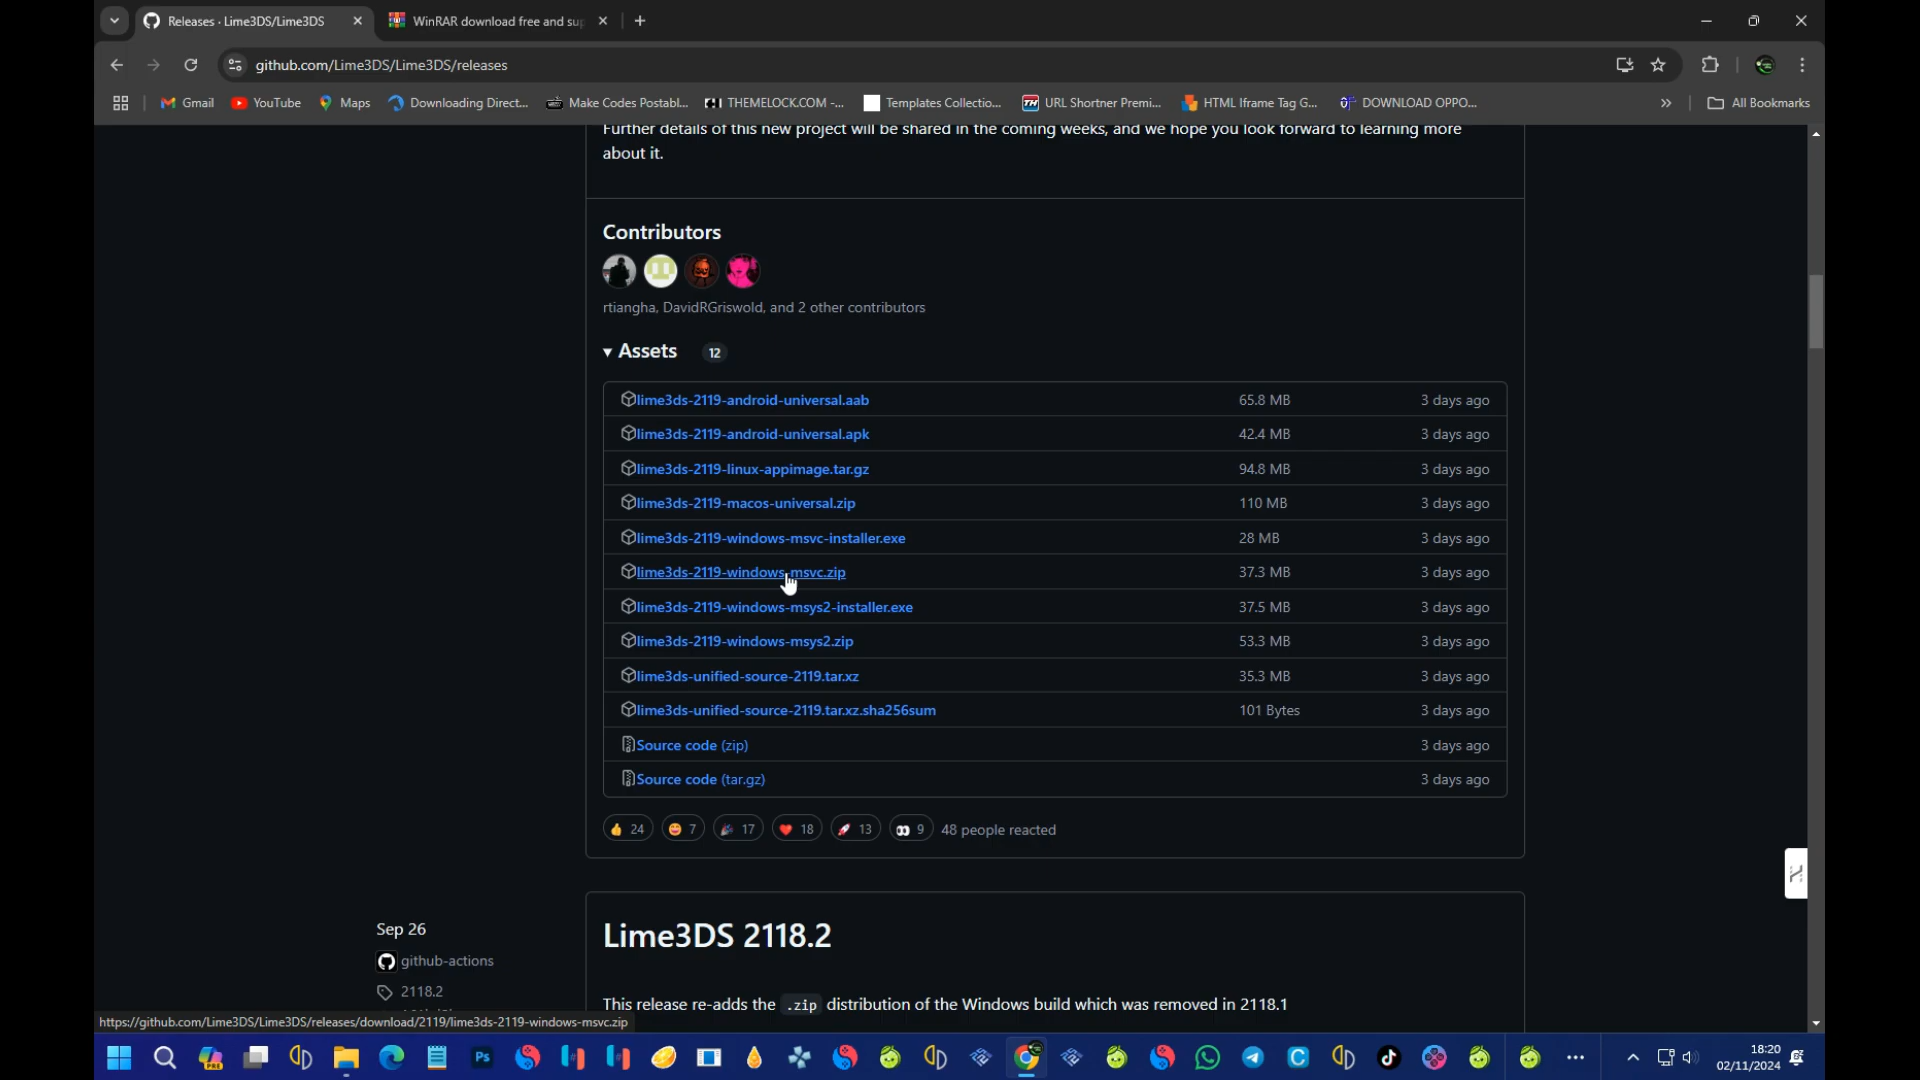 Releases · Lime3DS/Lime3DS
WinRAR download free and sup
github.com/Lime3DS/Lime3DS/releases
Gmail
YouTube
Maps
Downloading Direct...
Make Codes Postabl...
THEMELOCK.COM -...
Templates Collectio...
URL Shortner Premi...
HTML Iframe Tag G...
DOWNLOAD OPPO...
»
All Bookmarks
Further details of this new project will be shared in the coming weeks, and we hope you look forward to learning more
about it.
Contributors
rtiangha, DavidRGriswold, and 2 other contributors
Assets 12
lime3ds-2119-android-universal.aab 65.8 MB 3 days ago
lime3ds-2119-android-universal.apk 42.4 MB 3 days ago
lime3ds-2119-linux-appimage.tar.gz 94.8 MB 3 days ago
lime3ds-2119-macos-universal.zip 110 MB 3 days ago
lime3ds-2119-windows-msvc-installer.exe 28 MB 3 days ago
lime3ds-2119-windows-msvc.zip 37.3 MB 3 days ago
lime3ds-2119-windows-msys2-installer.exe 37.5 MB 3 days ago
lime3ds-2119-windows-msys2.zip 53.3 MB 3 days ago
lime3ds-unified-source-2119.tar.xz 35.3 MB 3 days ago
lime3ds-unified-source-2119.tar.xz.sha256sum 101 Bytes 3 days ago
Source code (zip) 3 days ago
Source code (tar.gz) 3 days ago
👍 24 😄 7 🎉 17 ❤️ 18 🚀 13 👀 9 48 people reacted
Sep 26
github-actions
2118.2
Lime3DS 2118.2
This release re-adds the .zip distribution of the Windows build which was removed in 2118.1
https://github.com/Lime3DS/Lime3DS/releases/download/2119/lime3ds-2119-windows-msvc.zip
PRE
Ps
18:20
02/11/2024